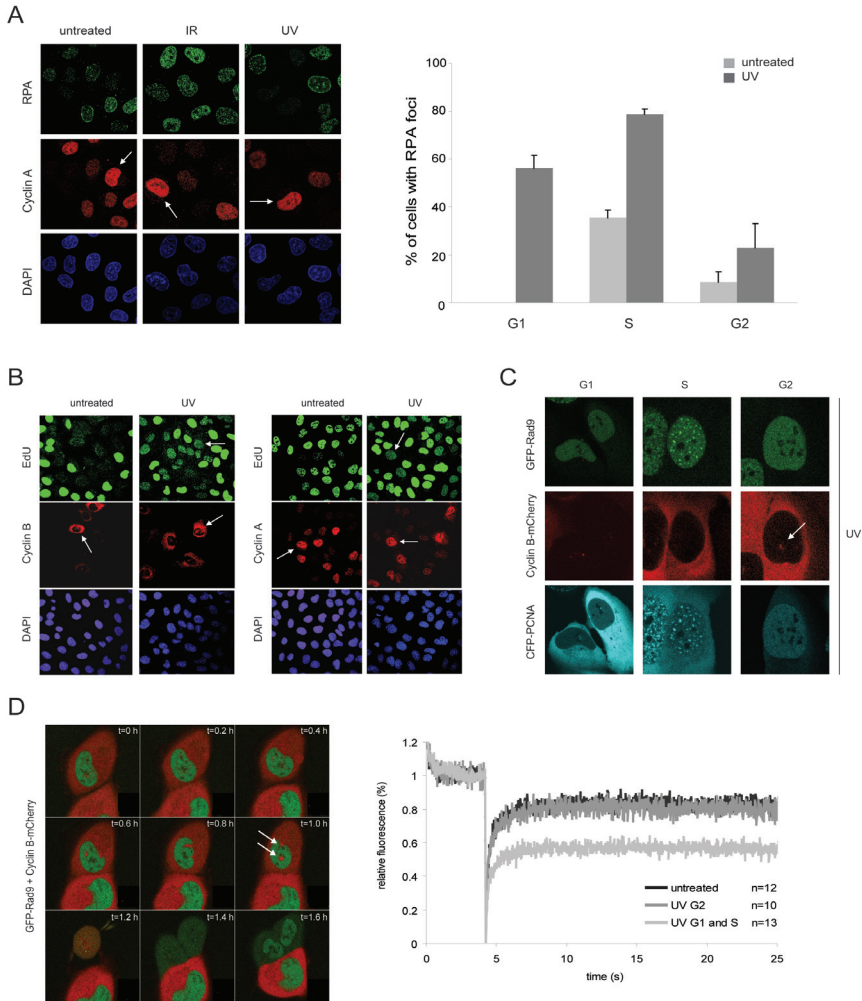 A
untreated IR UV
RPA
Cyclin A
DAPI
untreated
UV
% of cells with RPA foci
100
80
60
40
20
0
G1 S G2
B
untreated UV
EdU
Cyclin B
DAPI
untreated UV
EdU
Cyclin A
DAPI
C
G1 S G2
GFP-Rad9
Cyclin B-mCherry
CFP-PCNA
UV
D
GFP-Rad9 + Cyclin B-mCherry
t=0 h t=0.2 h t=0.4 h
t=0.6 h t=0.8 h t=1.0 h
t=1.2 h t=1.4 h t=1.6 h
relative fluorescence (%)
1.2
1
0.8
0.6
0.4
0.2
0
untreated n=12
UV G2 n=10
UV G1 and S n=13
0 5 10 15 20 25
time (s)